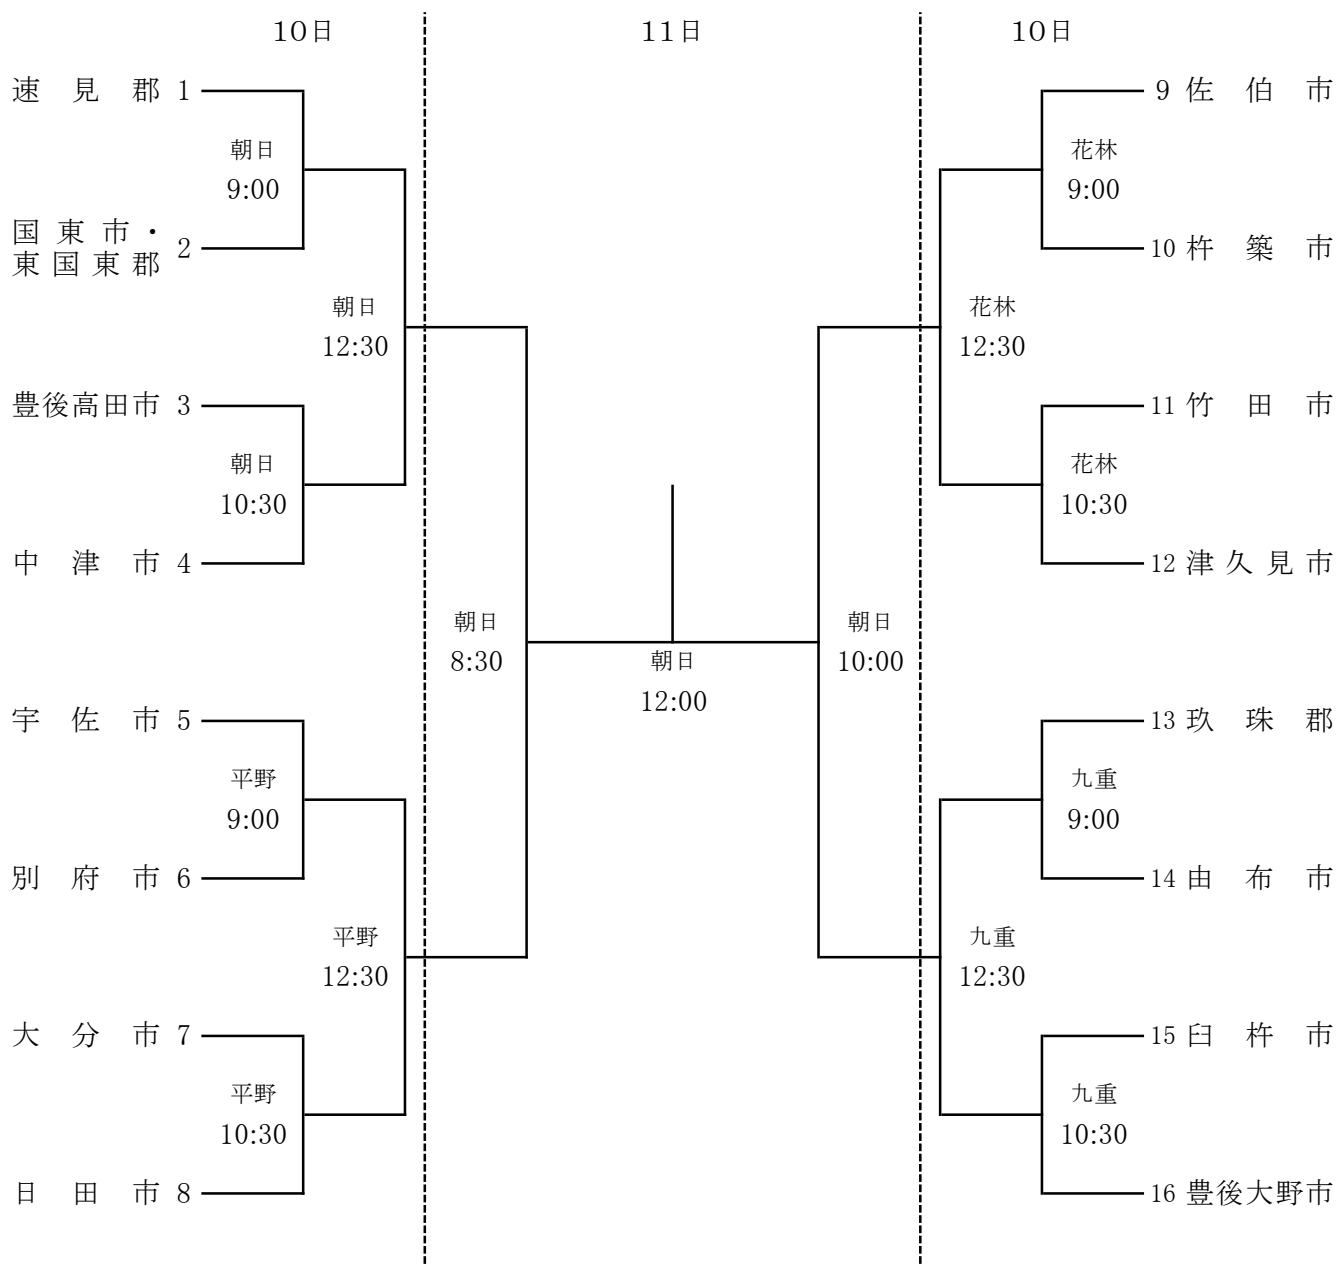 10日
11日
10日
速見郡 1
朝日
9:00
国東市・
東国東郡
2
朝日
12:30
豊後高田市 3
朝日
10:30
中津市 4
朝日
8:30
宇佐市 5
平野
9:00
別府市 6
平野
12:30
大分市 7
平野
10:30
日田市 8
朝日
12:00
9 佐伯市
花林
9:00
10 杵築市
花林
12:30
11 竹田市
花林
10:30
12 津久見市
朝日
10:00
13 玖珠郡
九重
9:00
14 由布市
九重
12:30
15 臼杵市
九重
10:30
16 豊後大野市